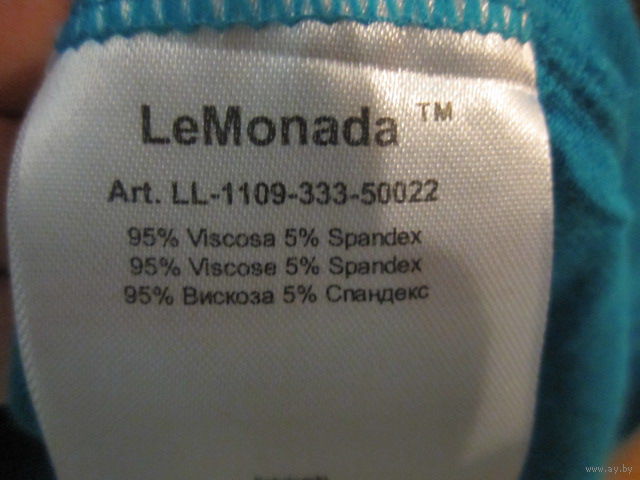 LeMonada ™
Art. LL-1109-333-50022
95% Viscosa 5% Spandex
95% Viscose 5% Spandex
95% Вискоза 5% Спандекс
www.ay.by